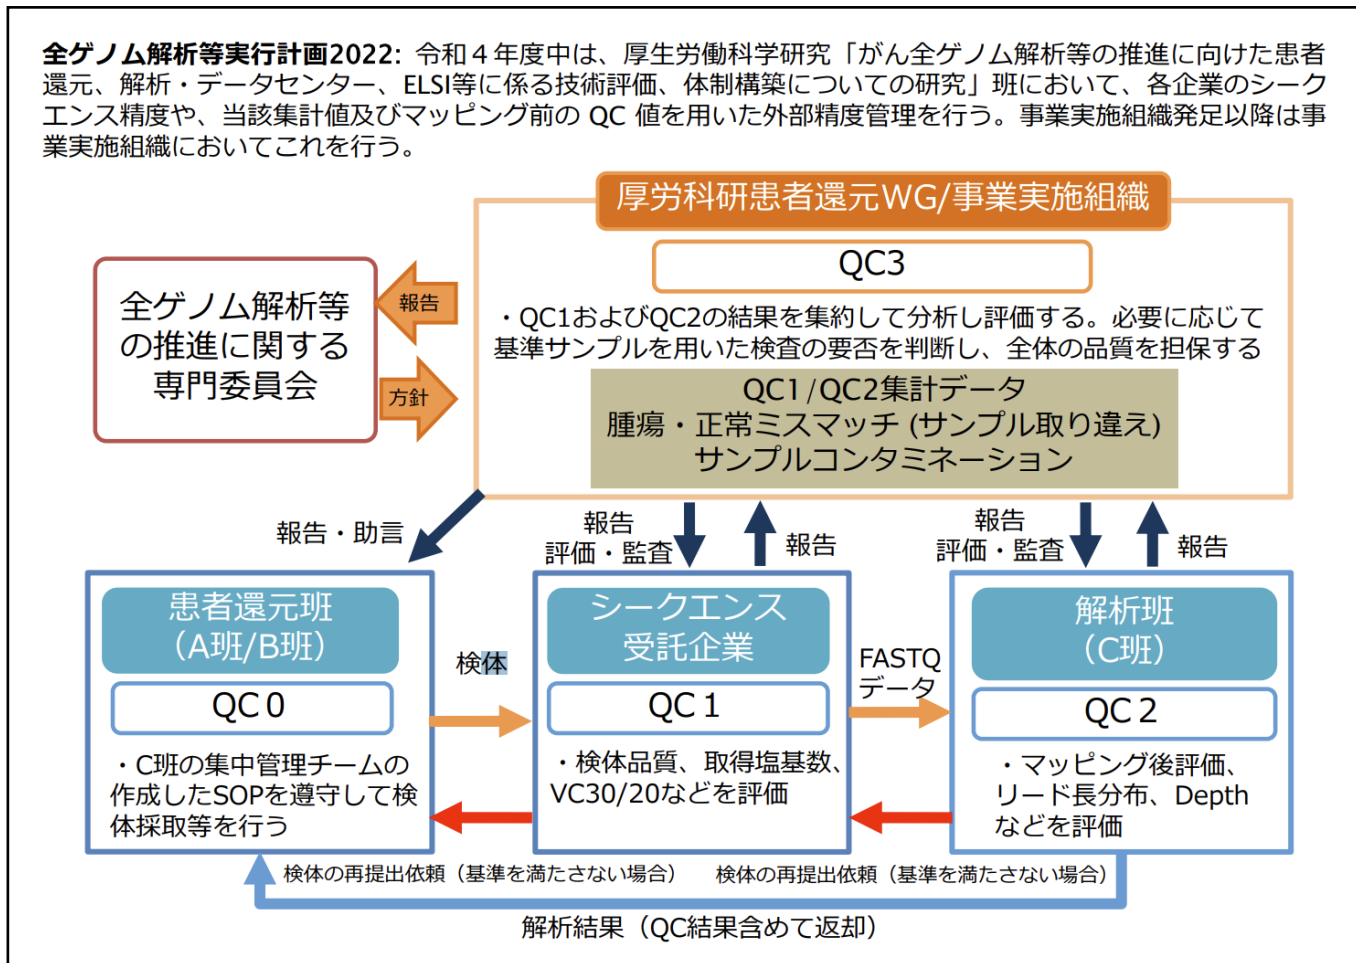 全ゲノム解析等実行計画2022: 令和４年度中は、厚生労働科学研究「がん全ゲノム解析等の推進に向けた患者
還元、解析・データセンター、ELSI等に係る技術評価、体制構築についての研究」班において、各企業のシーク
エンス精度や、当該集計値及びマッピング前の QC 値を用いた外部精度管理を行う。事業実施組織発足以降は事
業実施組織においてこれを行う。
厚労科研患者還元WG/事業実施組織
QC3
・QC1およびQC2の結果を集約して分析し評価する。必要に応じて
基準サンプルを用いた検査の要否を判断し、全体の品質を担保する
QC1/QC2集計データ
腫瘍・正常ミスマッチ (サンプル取り違え)
サンプルコンタミネーション
全ゲノム解析等
の推進に関する
専門委員会
報告
方針
報告・助言
報告
評価・監査
報告
報告
評価・監査
報告
患者還元班
（A班/B班）
QC０
・C班の集中管理チームの
作成したSOPを遵守して検
体採取等を行う
検体
シークエンス
受託企業
QC１
・検体品質、取得塩基数、
VC30/20などを評価
FASTQ
データ
解析班
（C班）
QC２
・マッピング後評価、
リード長分布、Depth
などを評価
検体の再提出依頼（基準を満たさない場合）
検体の再提出依頼（基準を満たさない場合）
解析結果（QC結果含めて返却）